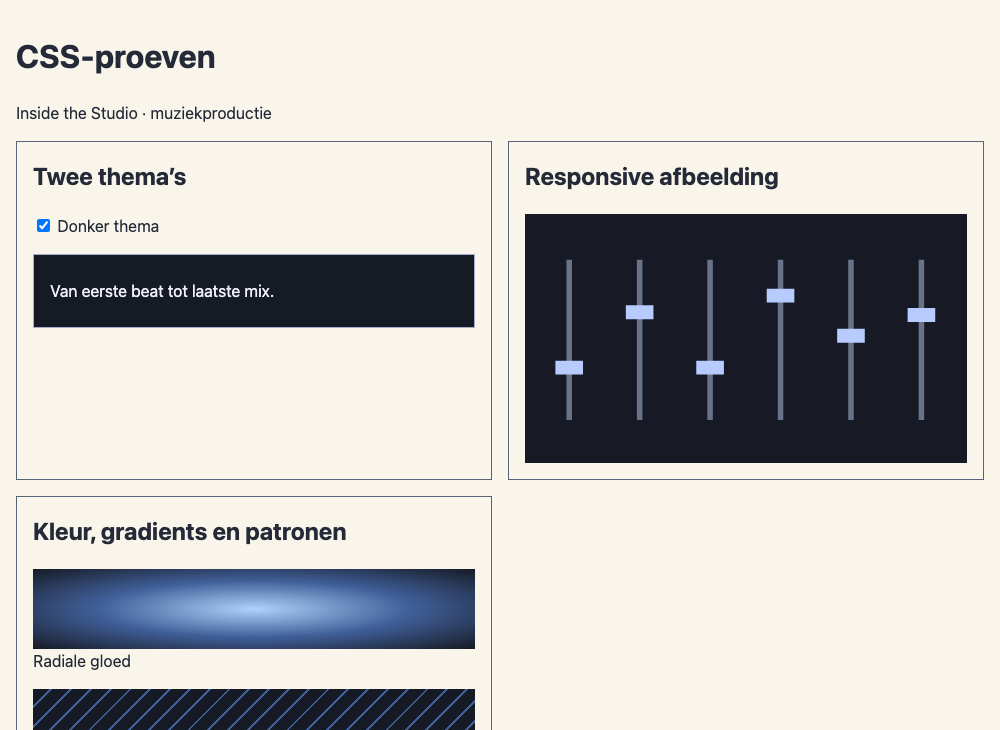 CSS-proeven
Inside the Studio · muziekproductie
Twee thema’s
Donker thema
Van eerste beat tot laatste mix.
Responsive afbeelding
Kleur, gradients en patronen
Radiale gloed